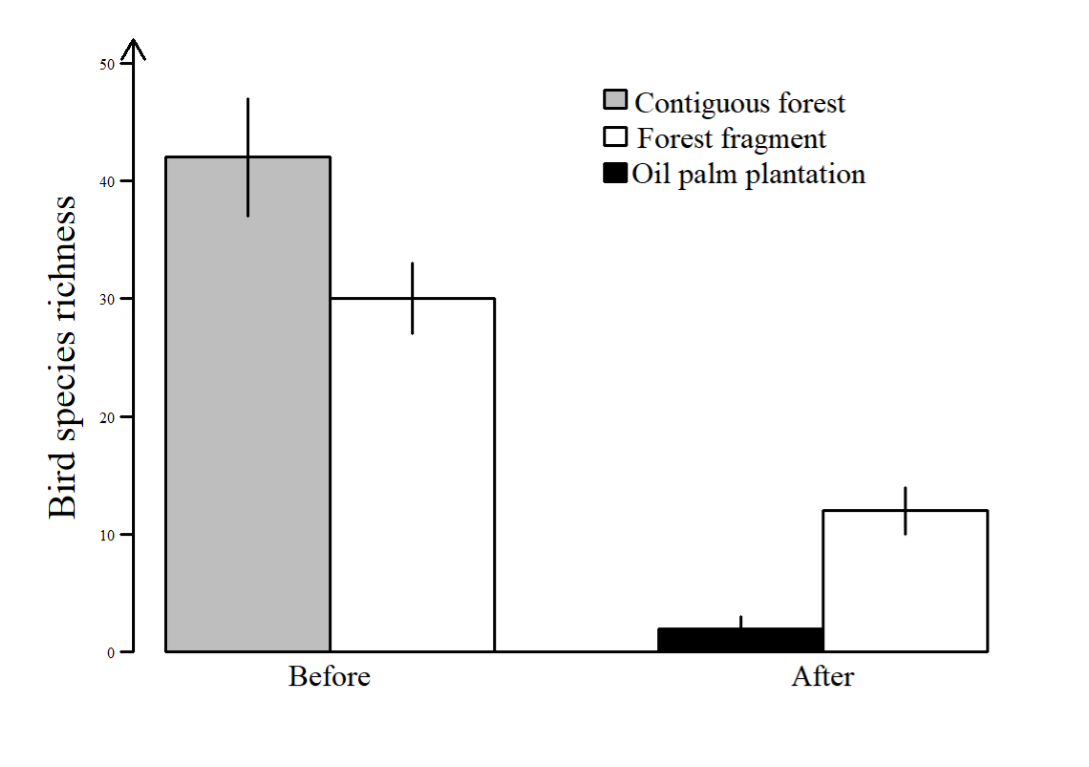 50
40
30
20
10
0
Bird species richness
Contiguous forest
Forest fragment
Oil palm plantation
Before
After